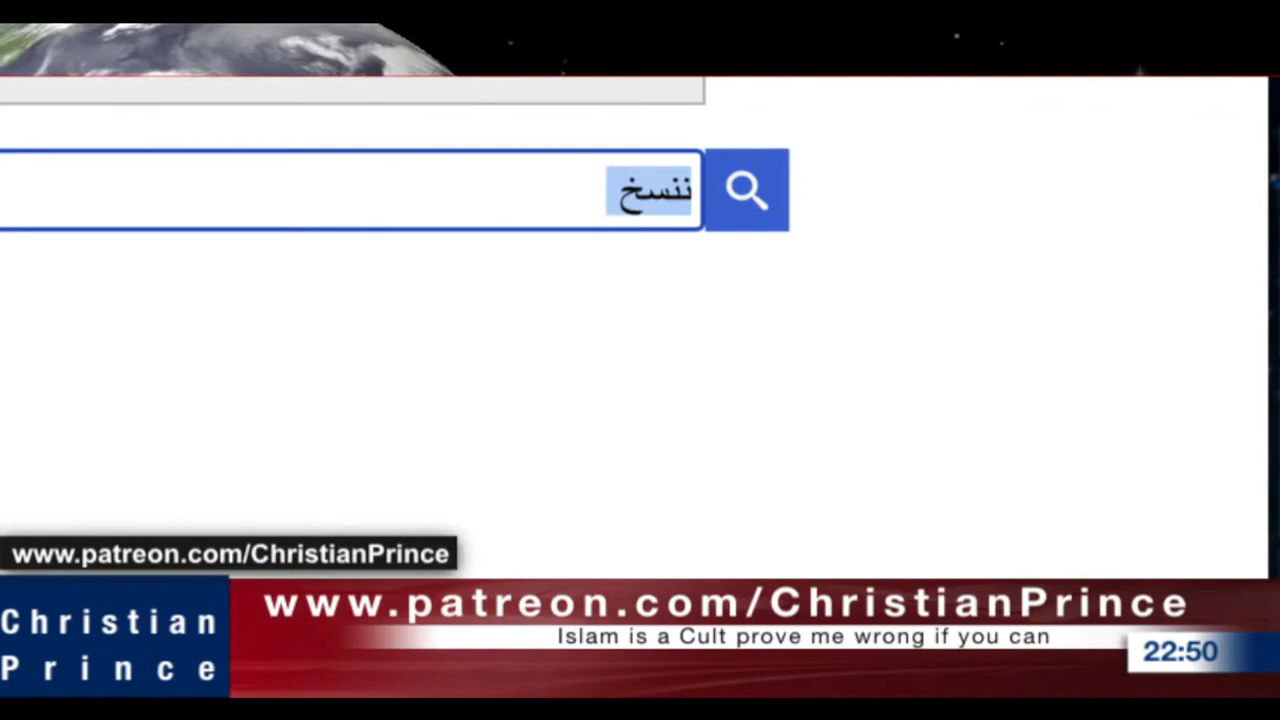 ننسخ
www.patreon.com/ChristianPrince
Christian
Prince
www.patreon.com/ChristianPrince
Islam is a Cult prove me wrong if you can
22:50